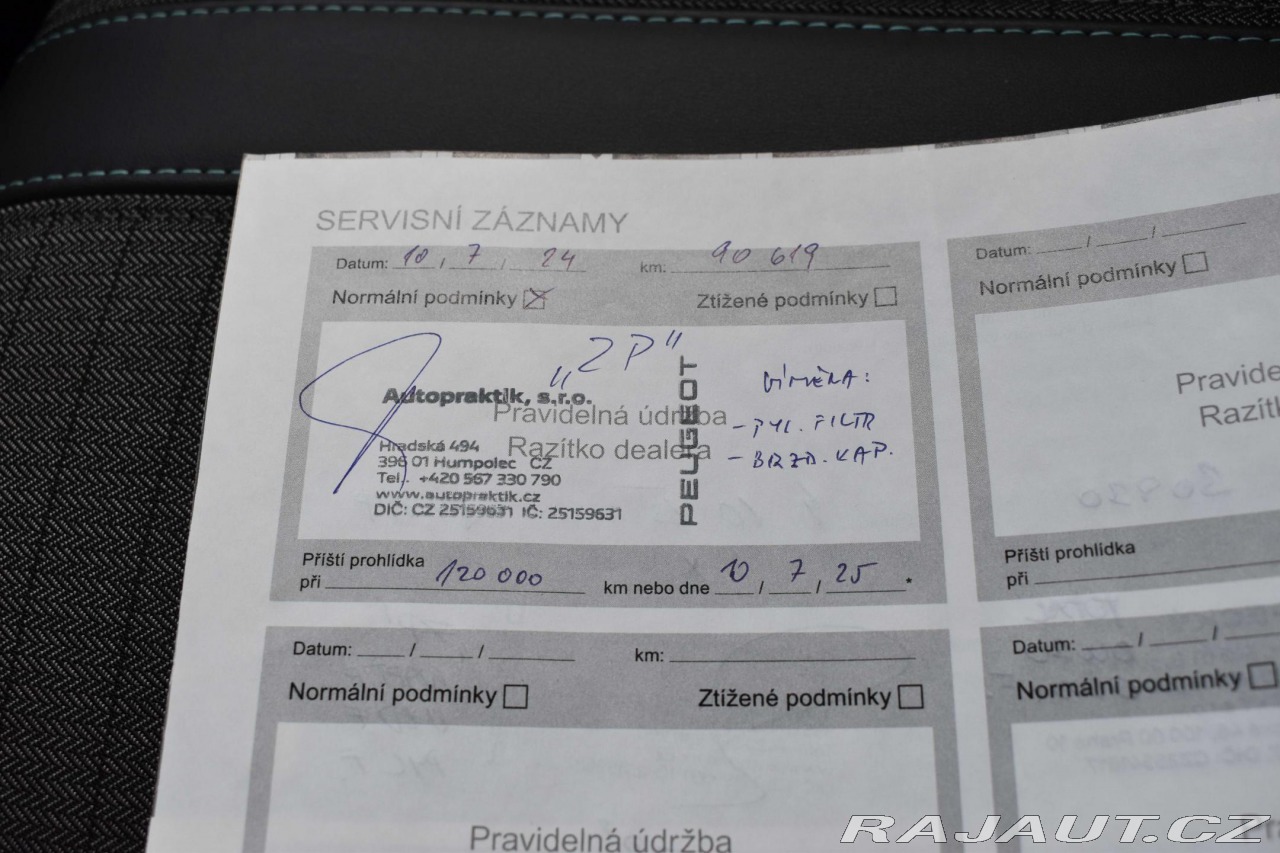 SERVISNÍ ZÁZNAMY
Datum: 10 / 7 / 24 km: 90 619
Normální podmínky Ztížené podmínky
„ZP"
Autopraktik, s.r.o.
Pravidelná údržba
Razítko dealera
Hradská 494
396 01 Humpolec CZ
Tel.: +420 567 330 790
www.autopraktik.cz
DIČ: CZ 25159631 IČ: 25159631
PEUGEOT
VÍMĚNA:
- PYL. FILTR
- BRZD. KAP.
Příští prohlídka
při 120 000 km nebo dne 10 / 7 / 25 *
Datum: / / km:
Normální podmínky Ztížené podmínky
Pravidelná údržba
Datum: / /
Normální podmínky
Pravide
Razít
Příští prohlídka
při
Datum: / /
Normální podmínky
RAJAUT.CZ